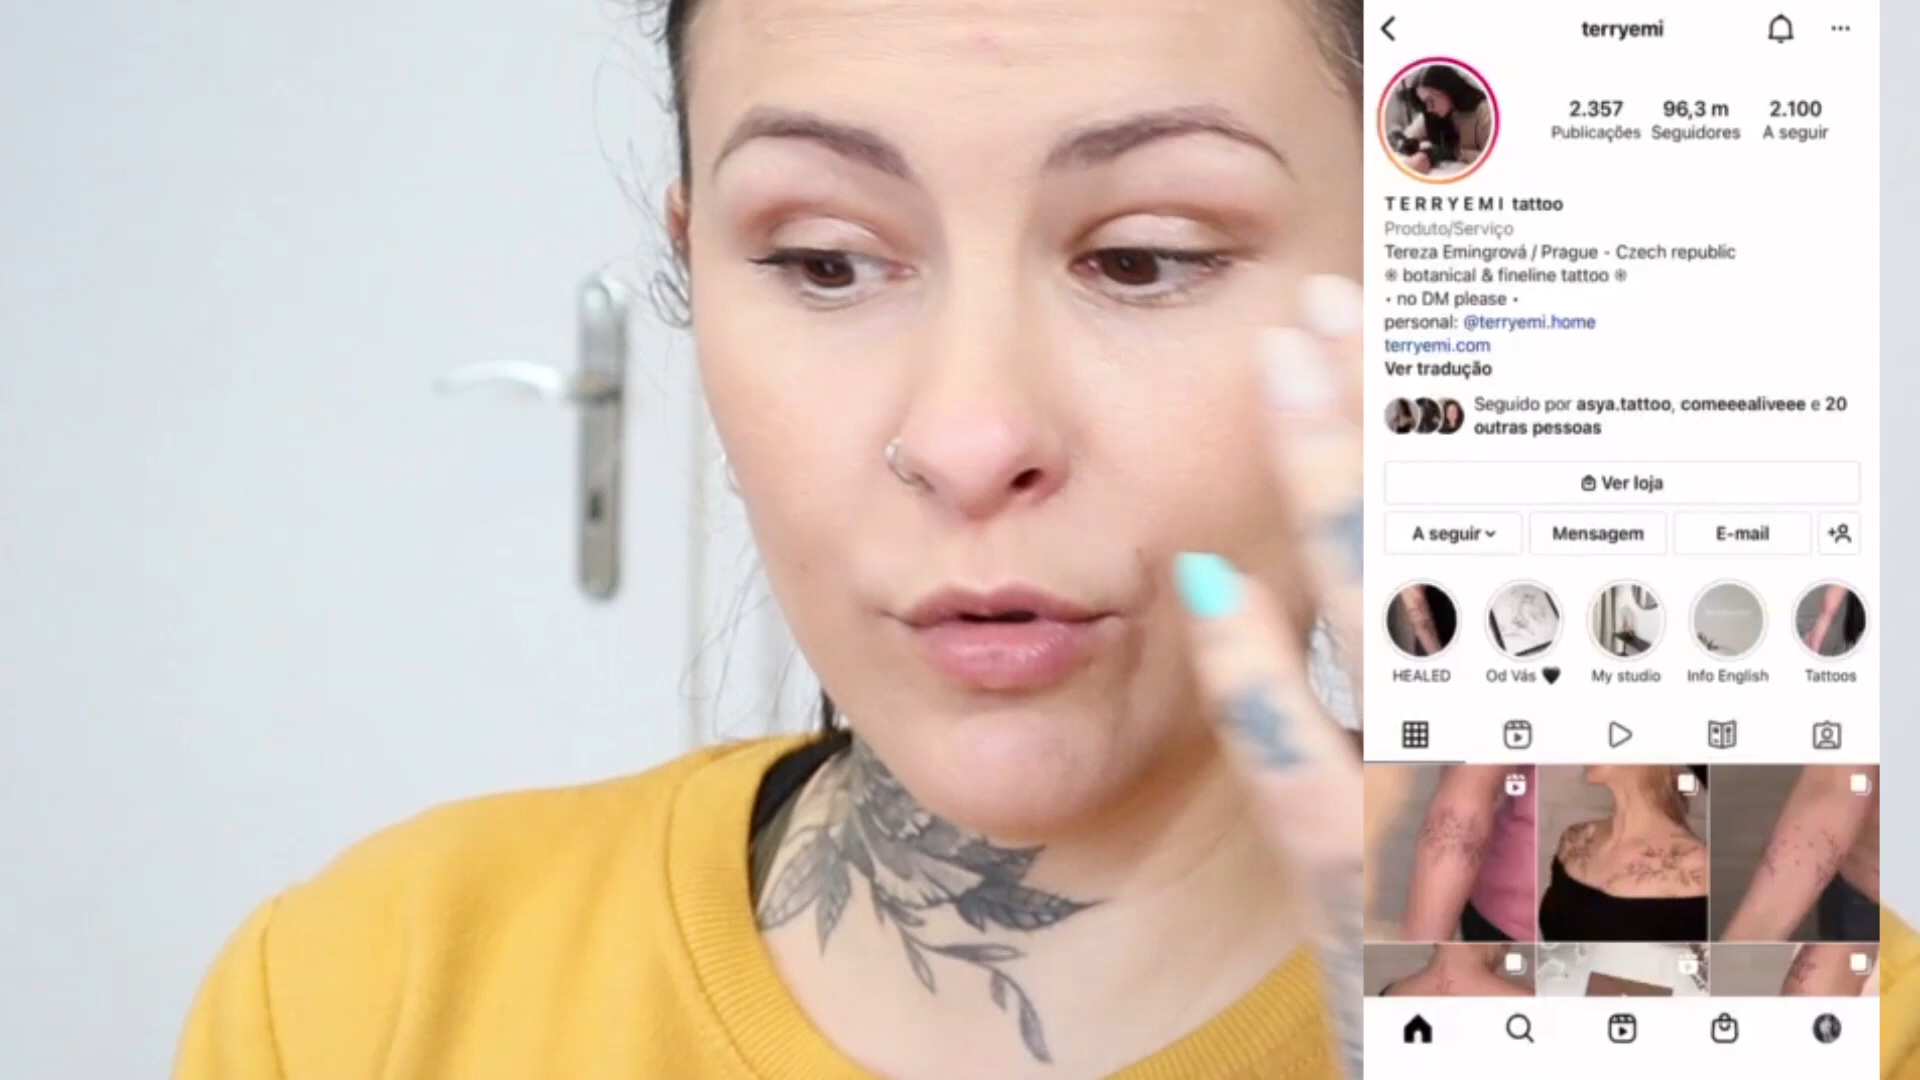 terryemi
2.357 96,3 m 2.100
Publicações Seguidores A seguir
T E R R Y E M I tattoo
Produto/Serviço
Tereza Emingrová / Prague - Czech republic
❊ botanical & fineline tattoo ❊
• no DM please •
personal: @terryemi.home
terryemi.com
Ver tradução
Seguido por asya.tattoo, comeeealiveee e 20
outras pessoas
Ver loja
A seguir Mensagem E-mail
HEALED Od Vás 🖤 My studio Info English Tattoos